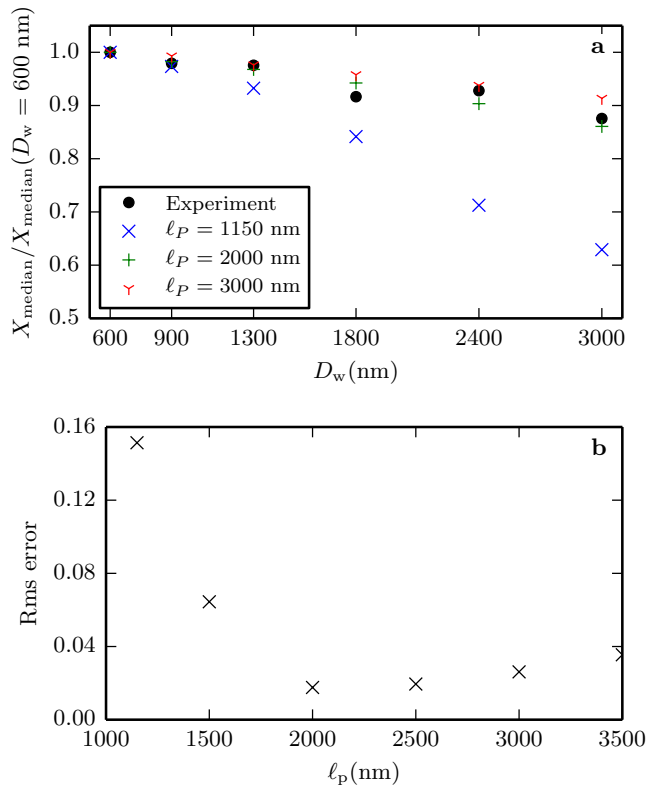 a
1.0
0.9
0.8
0.7
0.6
0.5
X_median/X_median(D_w = 600 nm)
Experiment
ℓ_P = 1150 nm
ℓ_P = 2000 nm
ℓ_P = 3000 nm
600 900 1300 1800 2400 3000
D_w(nm)
b
0.16
0.12
0.08
0.04
0.00
Rms error
1000 1500 2000 2500 3000 3500
ℓ_p(nm)